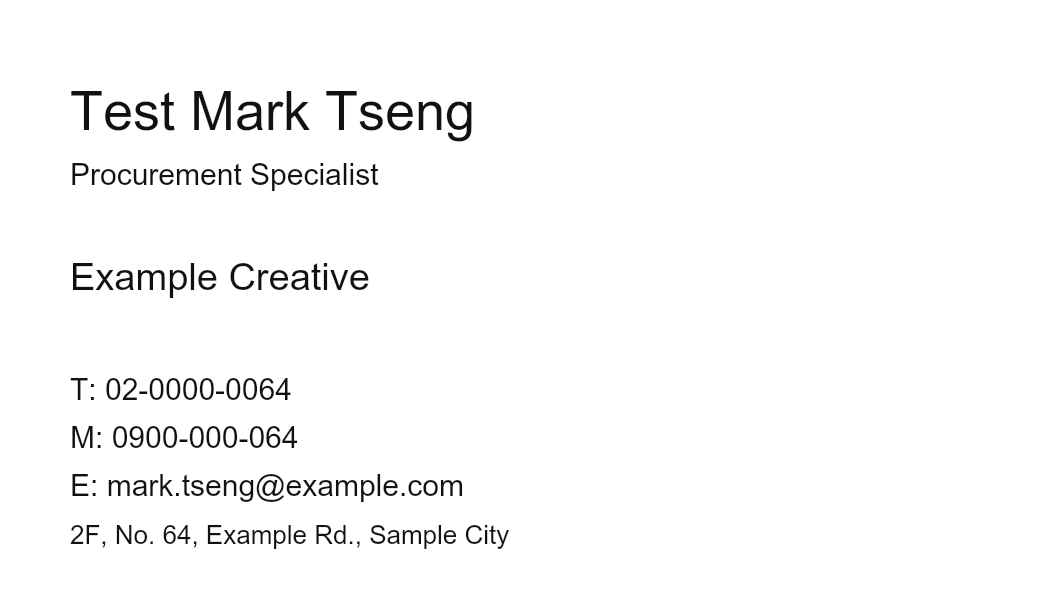 Test Mark Tseng
Procurement Specialist
Example Creative
T: 02-0000-0064
M: 0900-000-064
E: mark.tseng@example.com
2F, No. 64, Example Rd., Sample City